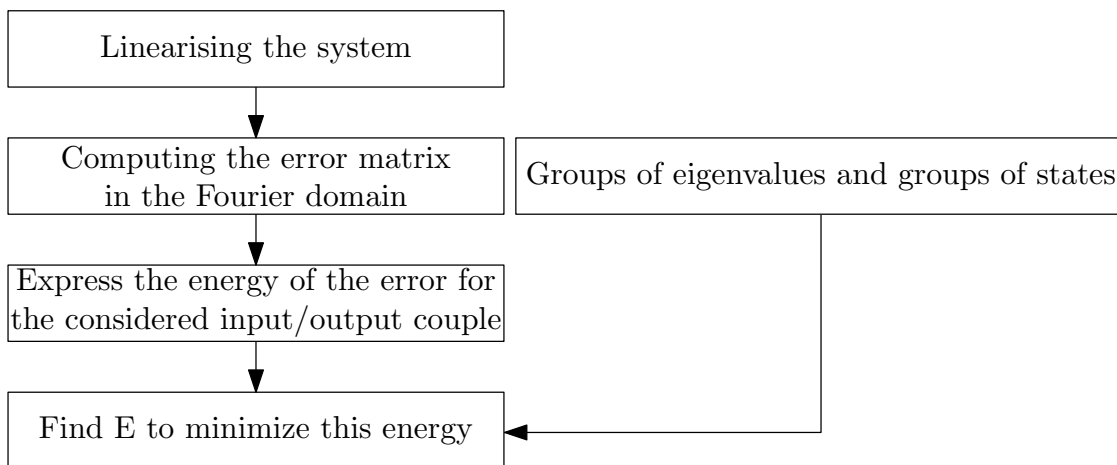 Linearising the system
Computing the error matrix
in the Fourier domain
Groups of eigenvalues and groups of states
Express the energy of the error for
the considered input/output couple
Find E to minimize this energy